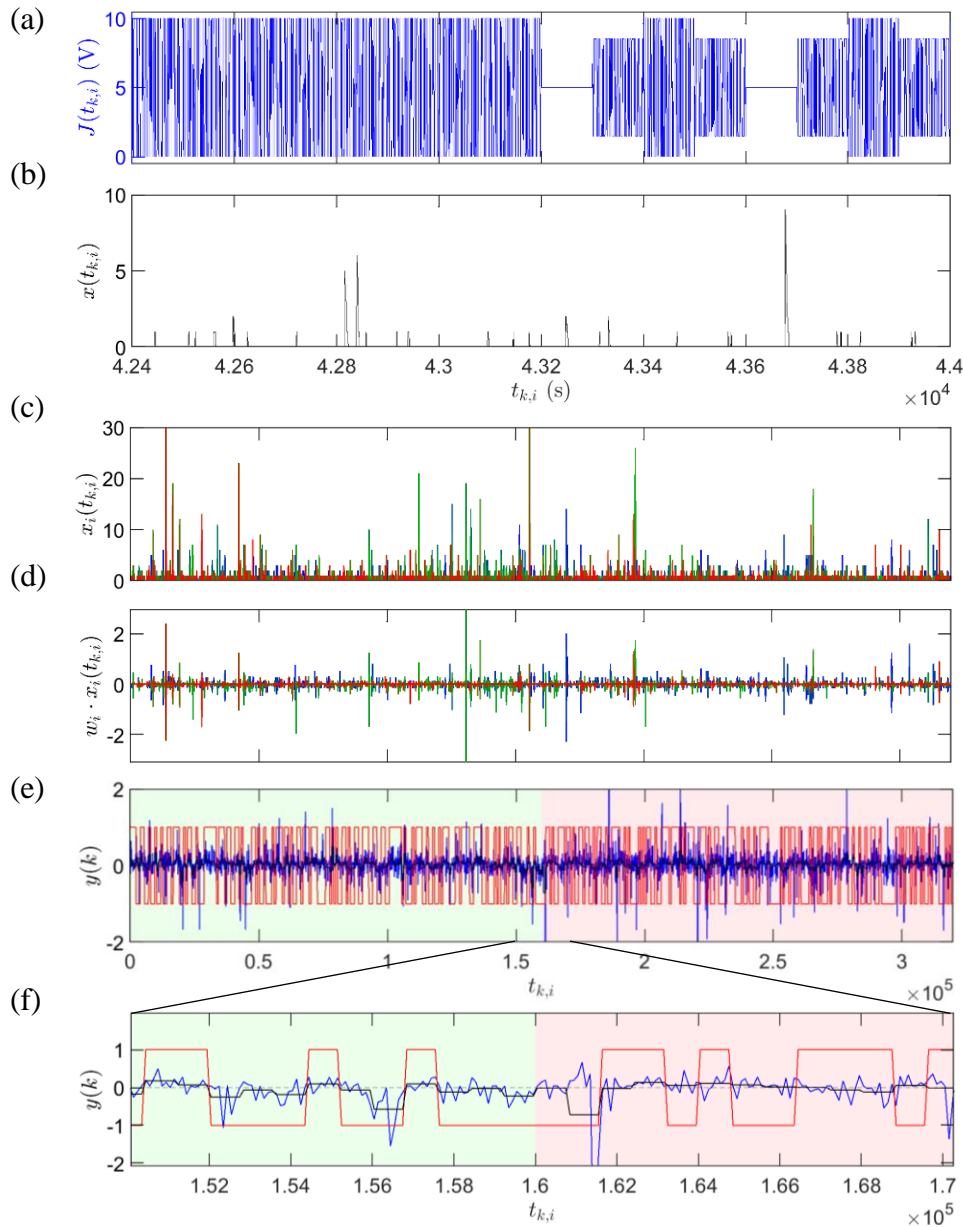 (a)
J(t_{k,i}) (V)
10
5
0
(b)
x(t_{k,i})
10
5
0
4.24 4.26 4.28 4.3 4.32 4.34 4.36 4.38 4.4
t_{k,i} (s)
×10^4
(c)
x_i(t_{k,i})
30
20
10
0
(d)
w_i · x_i(t_{k,i})
2
0
-2
(e)
y(k)
2
0
-2
0 0.5 1 1.5 2 2.5 3
t_{k,i}
×10^5
(f)
y(k)
1
0
-1
-2
1.52 1.54 1.56 1.58 1.6 1.62 1.64 1.66 1.68 1.7
t_{k,i}
×10^5